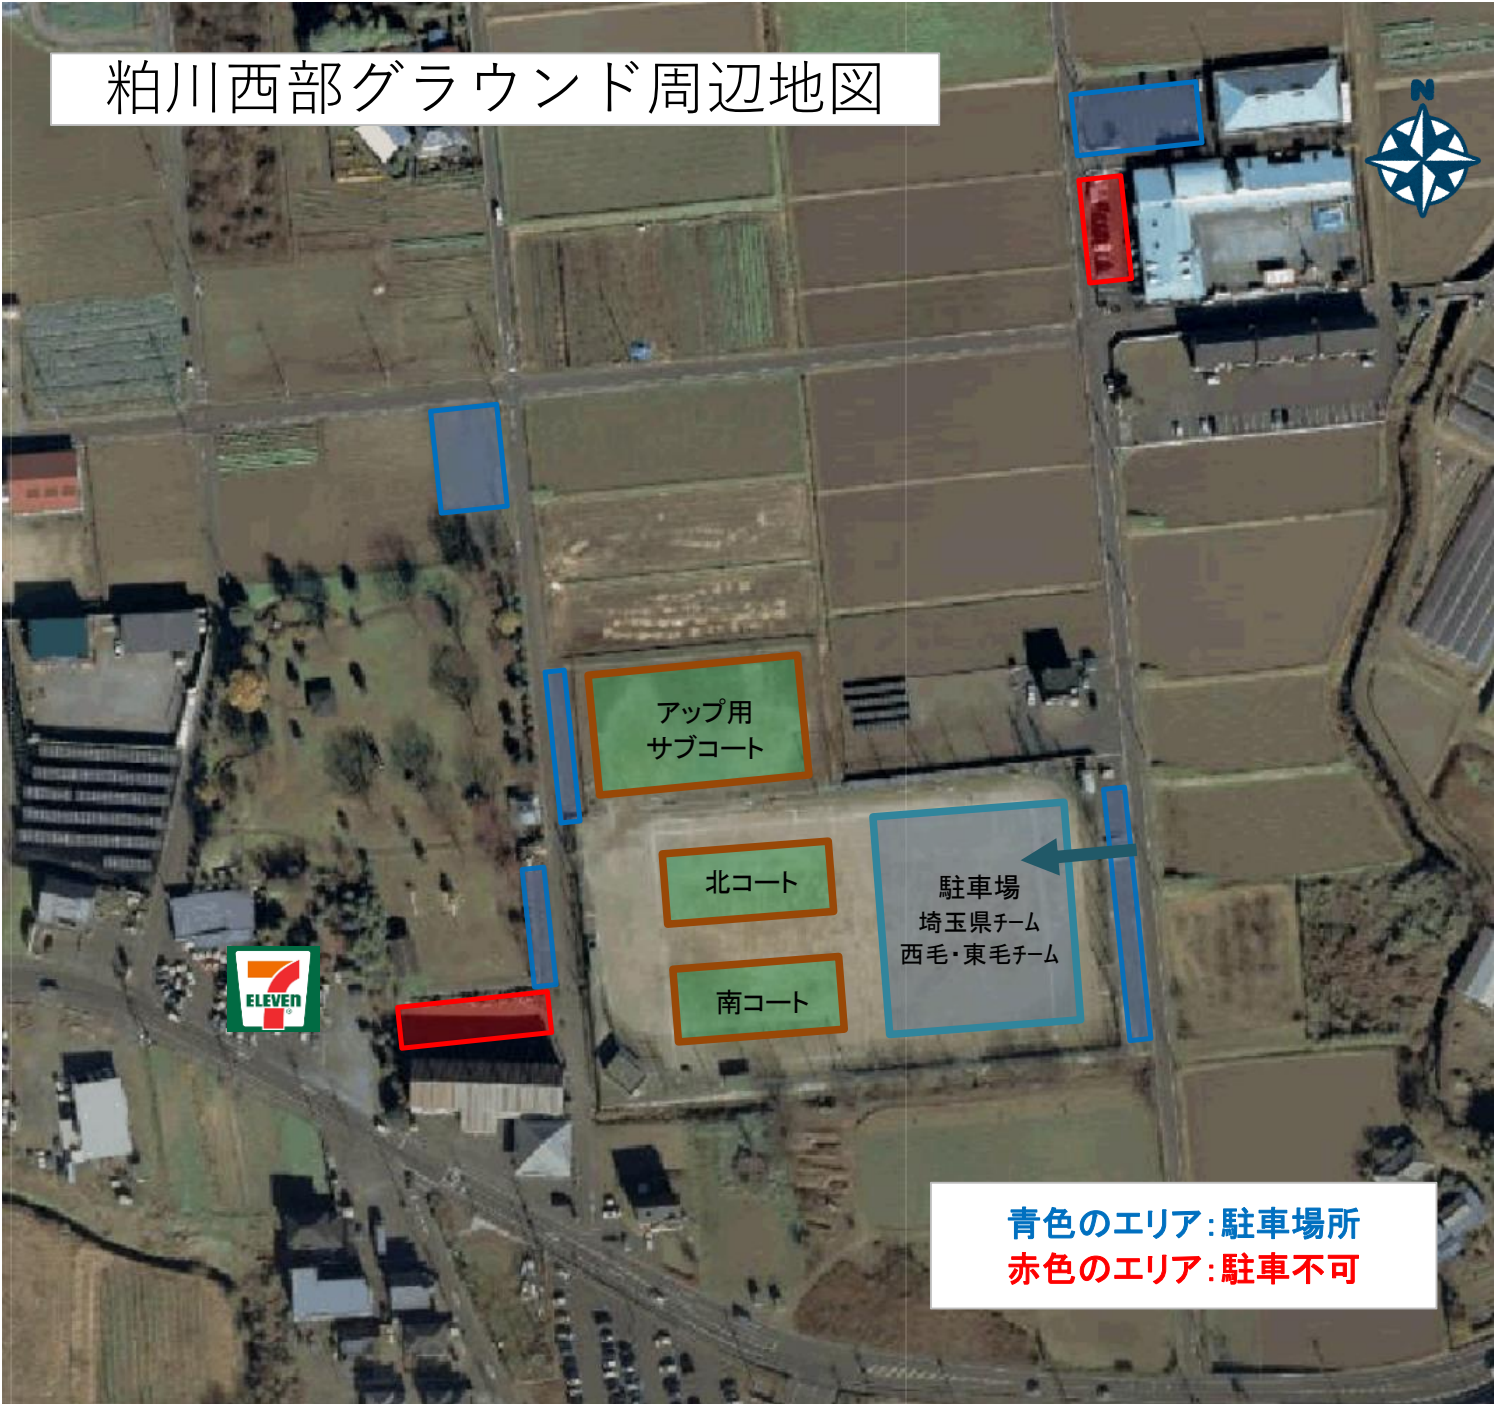 粕川西部グラウンド周辺地図
N
アップ用
サブコート
北コート
駐車場
埼玉県チーム
西毛・東毛チーム
7
ELEVEN
南コート
青色のエリア：駐車場所
赤色のエリア：駐車不可